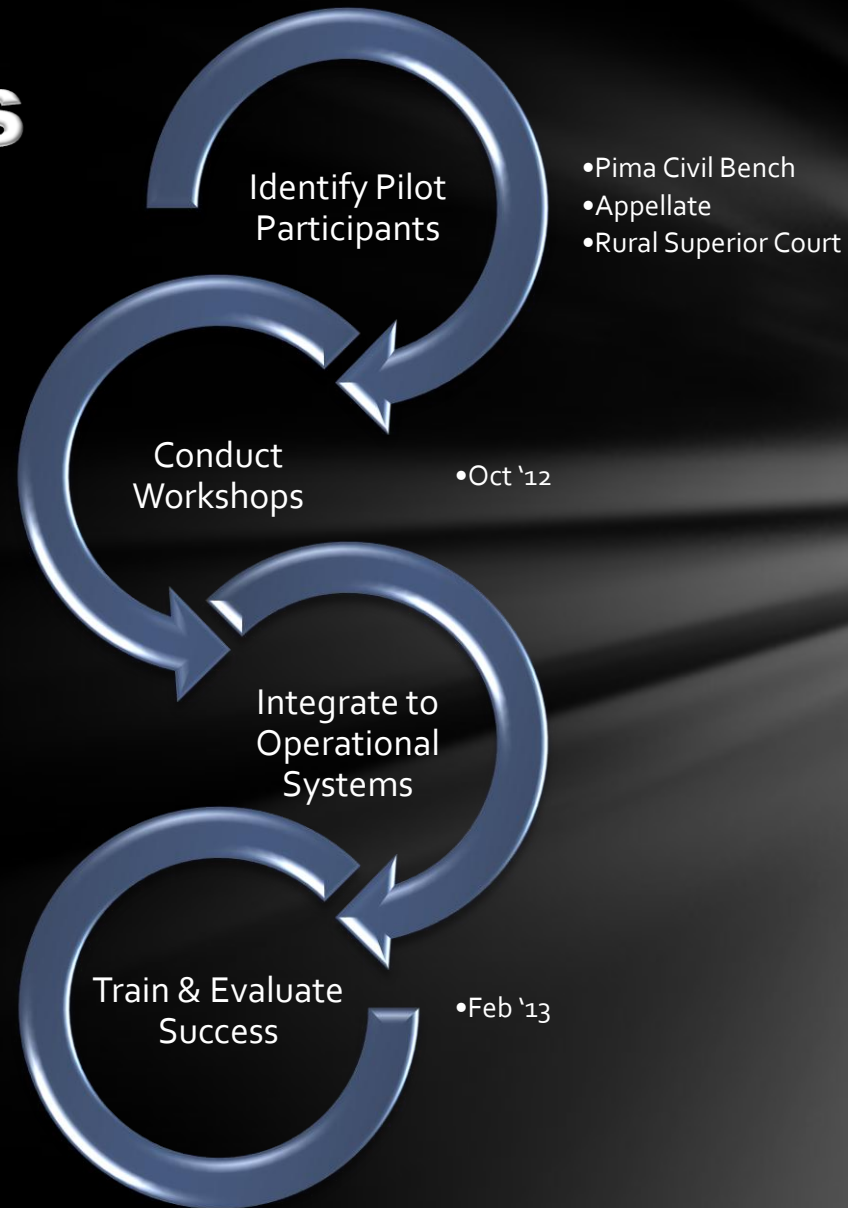 Identify Pilot
Participants
•Pima Civil Bench
•Appellate
•Rural Superior Court
Conduct
Workshops
•Oct ‘12
Integrate to
Operational
Systems
Train & Evaluate
Success
•Feb ‘13